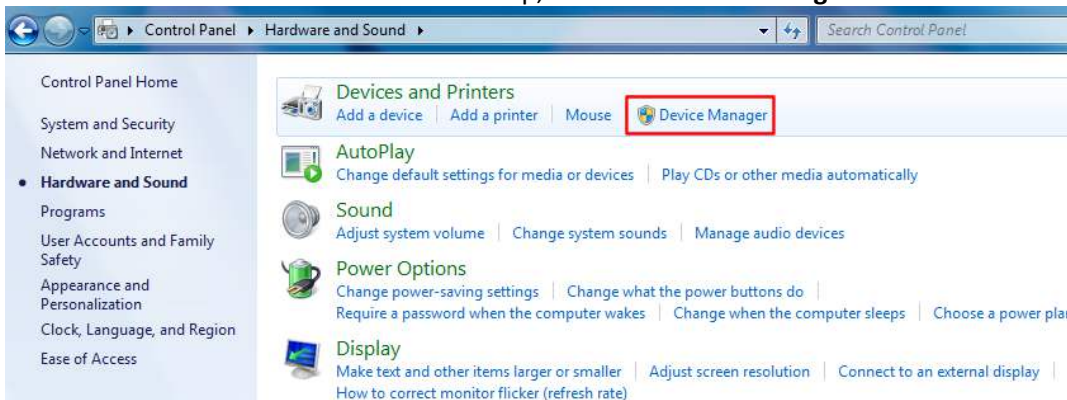 Control Panel ▸ Hardware and Sound ▸
Search Control Panel
Control Panel Home
System and Security
Network and Internet
Hardware and Sound
Programs
User Accounts and Family
Safety
Appearance and
Personalization
Clock, Language, and Region
Ease of Access
Devices and Printers
Add a device | Add a printer | Mouse | Device Manager
AutoPlay
Change default settings for media or devices | Play CDs or other media automatically
Sound
Adjust system volume | Change system sounds | Manage audio devices
Power Options
Change power-saving settings | Change what the power buttons do |
Require a password when the computer wakes | Change when the computer sleeps | Choose a power plan
Display
Make text and other items larger or smaller | Adjust screen resolution | Connect to an external display |
How to correct monitor flicker (refresh rate)